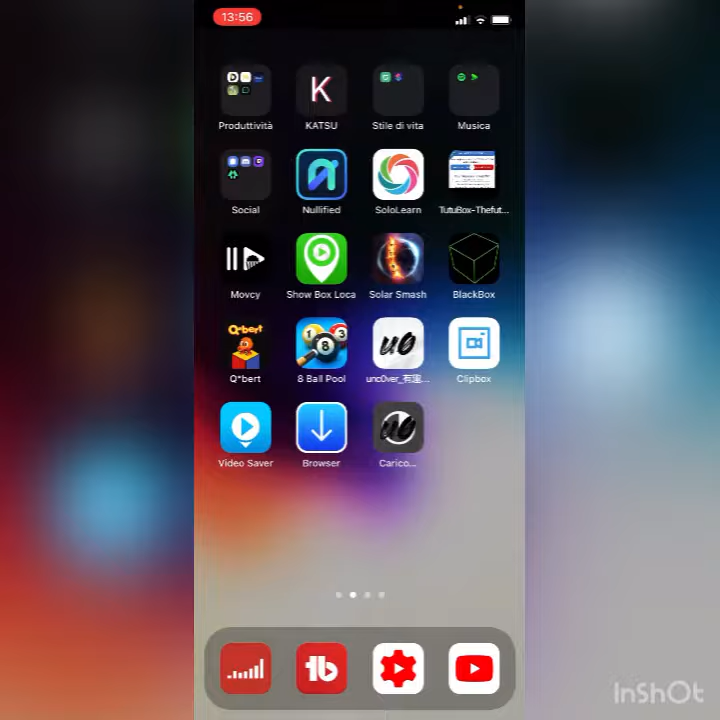 13:56
Produttività
KATSU
Stile di vita
Musica
Social
Nullified
SoloLearn
TutuBox-Thefut...
Movcy
Show Box Loca
Solar Smash
BlackBox
Q*bert
Q*bert
8 Ball Pool
unc0ver_有趣...
Clipbox
Video Saver
Browser
Carico...
InShOt